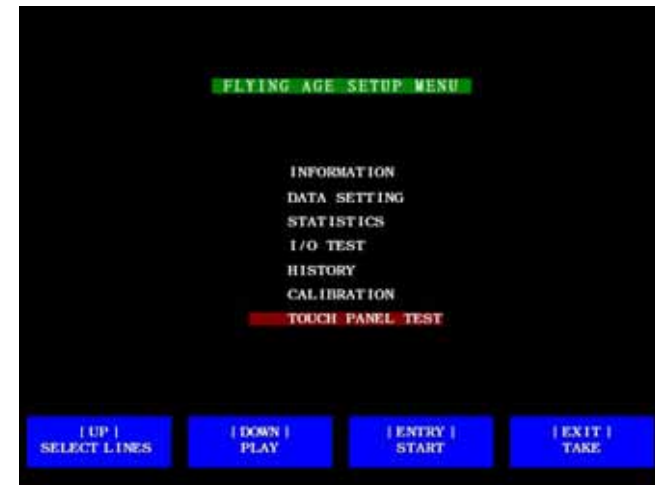 FLYING AGE SETUP MENU
INFORMATION
DATA SETTING
STATISTICS
I/O TEST
HISTORY
CALIBRATION
TOUCH PANEL TEST
[ UP ] [ DOWN ] [ ENTRY ] [ EXIT ]
SELECT LINES PLAY START TAKE